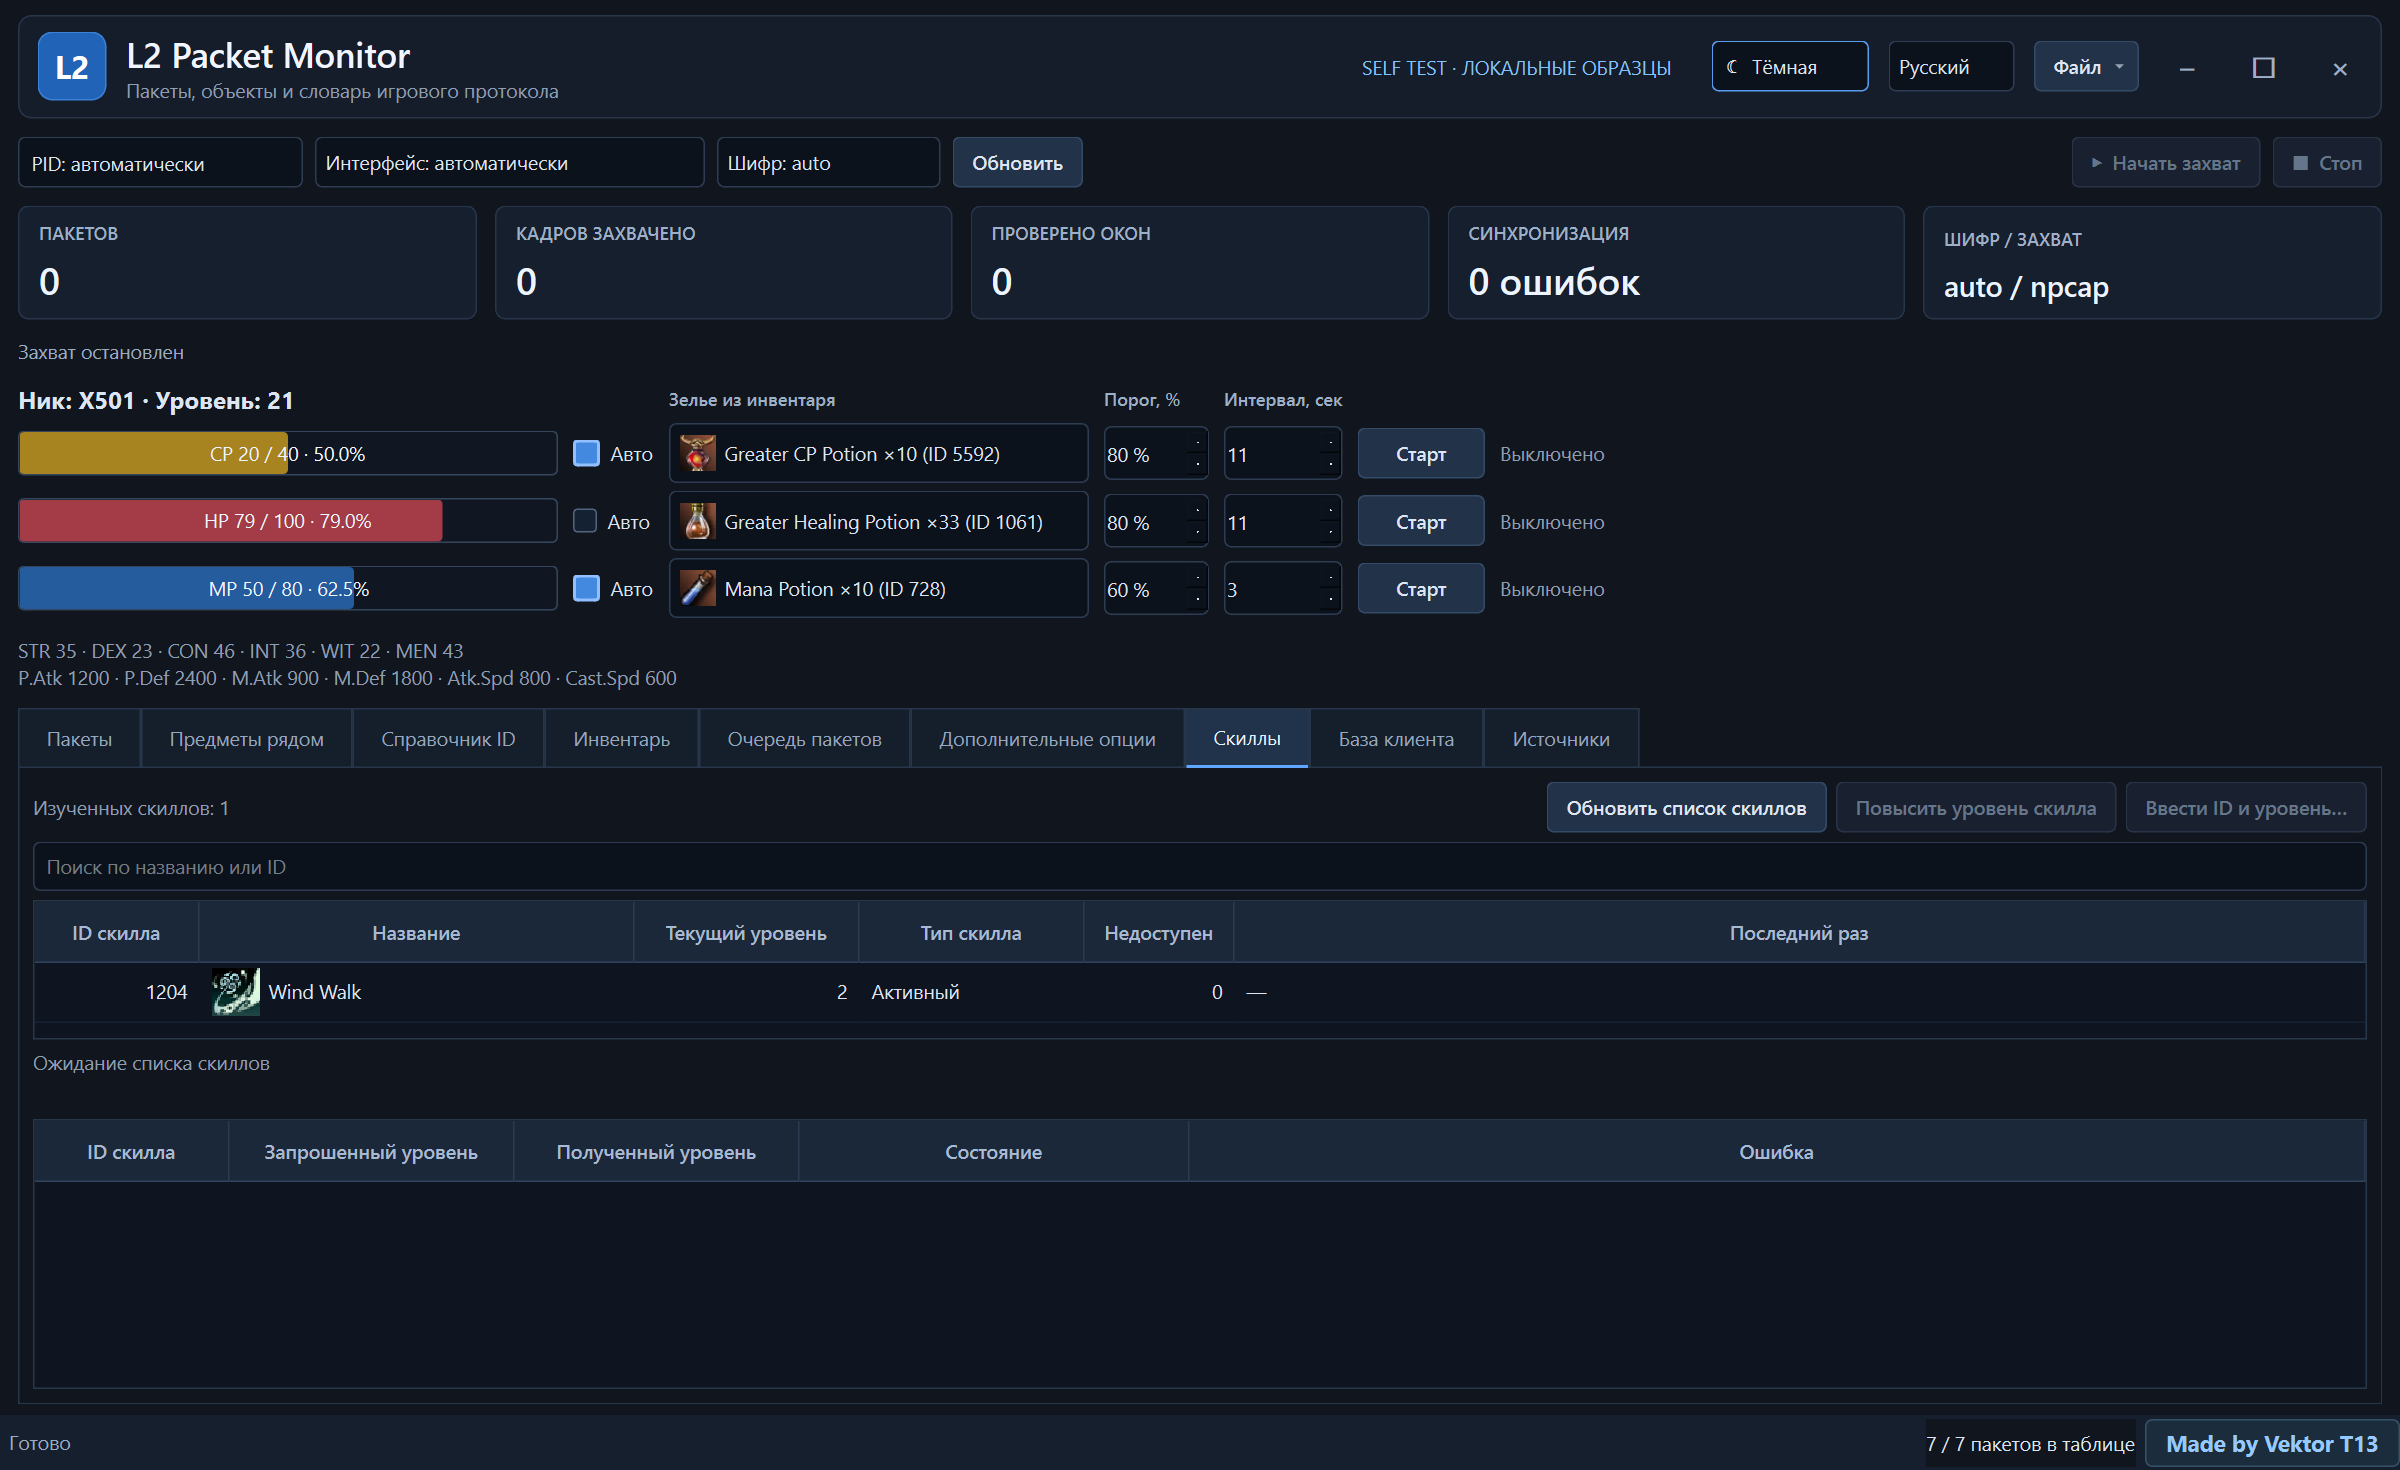 L2
L2 Packet Monitor
Пакеты, объекты и словарь игрового протокола
SELF TEST · ЛОКАЛЬНЫЕ ОБРАЗЦЫ
☾ Тёмная
Русский
Файл
PID: автоматически
Интерфейс: автоматически
Шифр: auto
Обновить
Начать захват
Стоп
ПАКЕТОВ
0
КАДРОВ ЗАХВАЧЕНО
0
ПРОВЕРЕНО ОКОН
0
СИНХРОНИЗАЦИЯ
0 ошибок
ШИФР / ЗАХВАТ
auto / npcap
Захват остановлен
Ник: X501 · Уровень: 21
Зелье из инвентаря
Порог, %
Интервал, сек
CP 20 / 40 · 50.0%
Авто
Greater CP Potion ×10 (ID 5592)
80 %
11
Старт
Выключено
HP 79 / 100 · 79.0%
Авто
Greater Healing Potion ×33 (ID 1061)
80 %
11
Старт
Выключено
MP 50 / 80 · 62.5%
Авто
Mana Potion ×10 (ID 728)
60 %
3
Старт
Выключено
STR 35 · DEX 23 · CON 46 · INT 36 · WIT 22 · MEN 43
P.Atk 1200 · P.Def 2400 · M.Atk 900 · M.Def 1800 · Atk.Spd 800 · Cast.Spd 600
Пакеты
Предметы рядом
Справочник ID
Инвентарь
Очередь пакетов
Дополнительные опции
Скиллы
База клиента
Источники
Изученных скиллов: 1
Обновить список скиллов
Повысить уровень скилла
Ввести ID и уровень...
Поиск по названию или ID
ID скилла
Название
Текущий уровень
Тип скилла
Недоступен
Последний раз
1204
Wind Walk
2
Активный
0
—
Ожидание списка скиллов
ID скилла
Запрошенный уровень
Полученный уровень
Состояние
Ошибка
Готово
7 / 7 пакетов в таблице
Made by Vektor T13